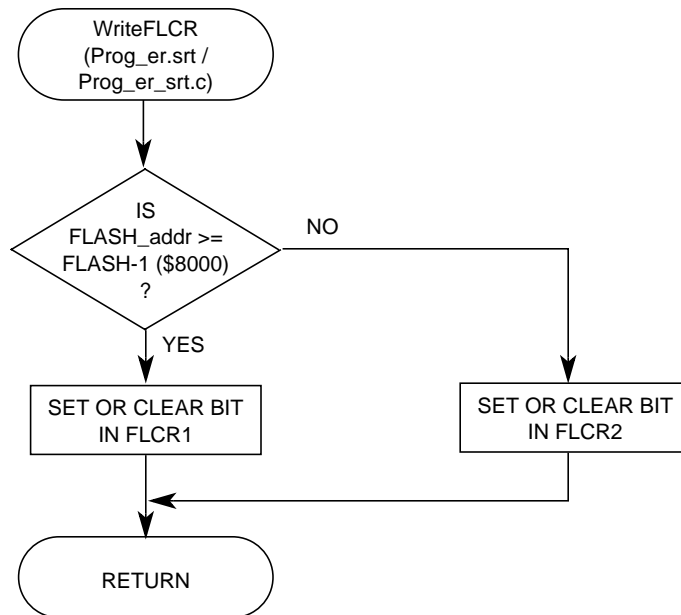 WriteFLCR
(Prog_er.srt /
Prog_er_srt.c)
IS
FLASH_addr >=
FLASH-1 ($8000)
?
NO
YES
SET OR CLEAR BIT
IN FLCR1
SET OR CLEAR BIT
IN FLCR2
RETURN